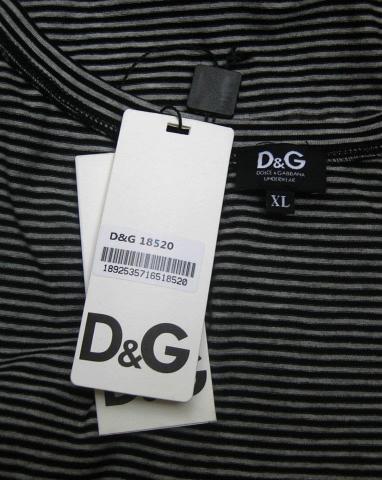 D&G 18520
1892535716518520
D&G
D&G
D&G
DOLCE & GABBANA
UNDERWEAR
XL